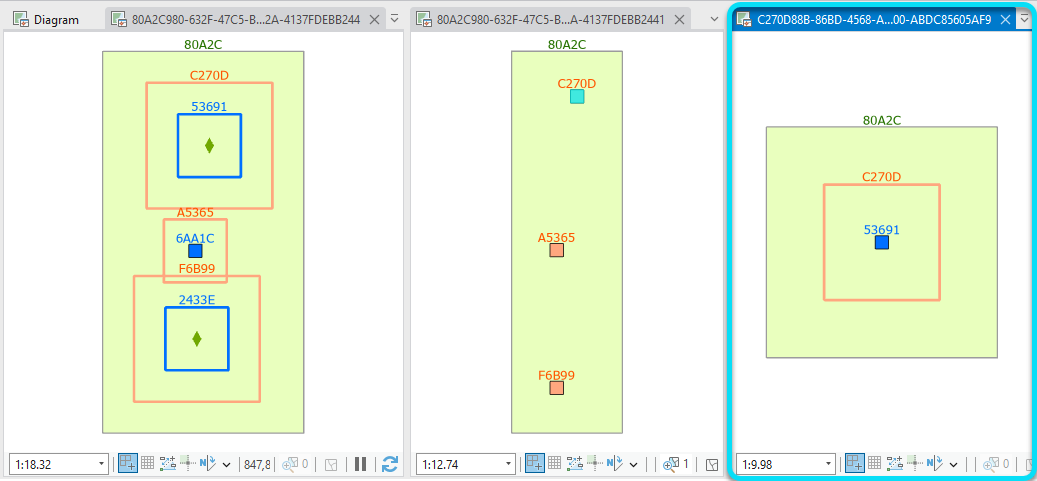 Diagram
80A2C980-632F-47C5-B...2A-4137FDEBB244
80A2C
C270D
53691
A5365
6AA1C
F6B99
2433E
1:18.32
847,8
0
80A2C980-632F-47C5-B...A-4137FDEBB2441
80A2C
C270D
A5365
F6B99
1:12.74
1
C270D88B-86BD-4568-A...00-ABDC85605AF9
80A2C
C270D
53691
1:9.98
0